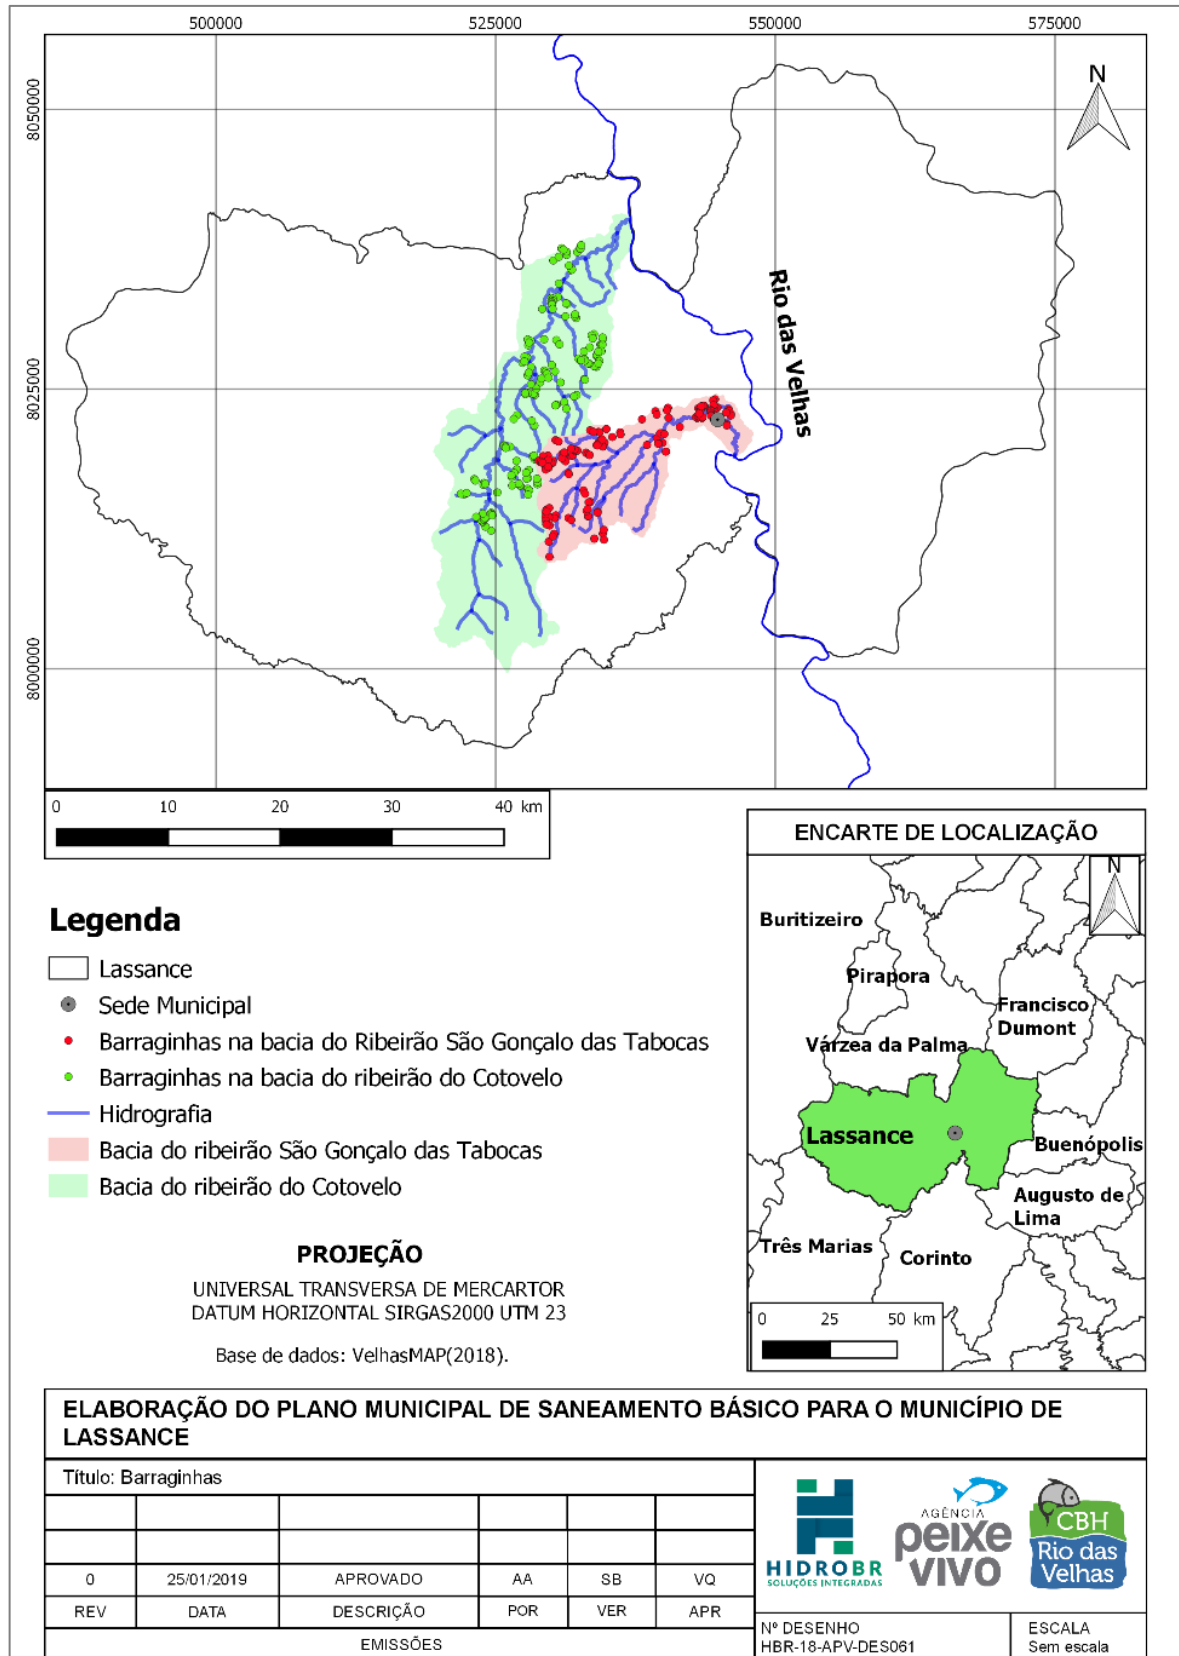 500000
525000
550000
575000
8050000
8025000
8000000
N
Rio das Velhas
0 10 20 30 40 km
ENCARTE DE LOCALIZAÇÃO
N
Buritizeiro
Pirapora
Francisco
Dumont
Várzea da Palma
Lassance
Buenópolis
Augusto de
Lima
Três Marias
Corinto
0 25 50 km
Legenda
Lassance
Sede Municipal
Barraginhas na bacia do Ribeirão São Gonçalo das Tabocas
Barraginhas na bacia do ribeirão do Cotovelo
Hidrografia
Bacia do ribeirão São Gonçalo das Tabocas
Bacia do ribeirão do Cotovelo
PROJEÇÃO
UNIVERSAL TRANSVERSA DE MERCARTOR
DATUM HORIZONTAL SIRGAS2000 UTM 23
Base de dados: VelhasMAP(2018).
ELABORAÇÃO DO PLANO MUNICIPAL DE SANEAMENTO BÁSICO PARA O MUNICÍPIO DE
LASSANCE
Título: Barraginhas
0 25/01/2019 APROVADO AA SB VQ
REV DATA DESCRIÇÃO POR VER APR
EMISSÕES
HIDROBR
SOLUÇÕES INTEGRADAS
AGÊNCIA
peixe
vivo
CBH
Rio das
Velhas
Nº DESENHO
HBR-18-APV-DES061
ESCALA
Sem escala